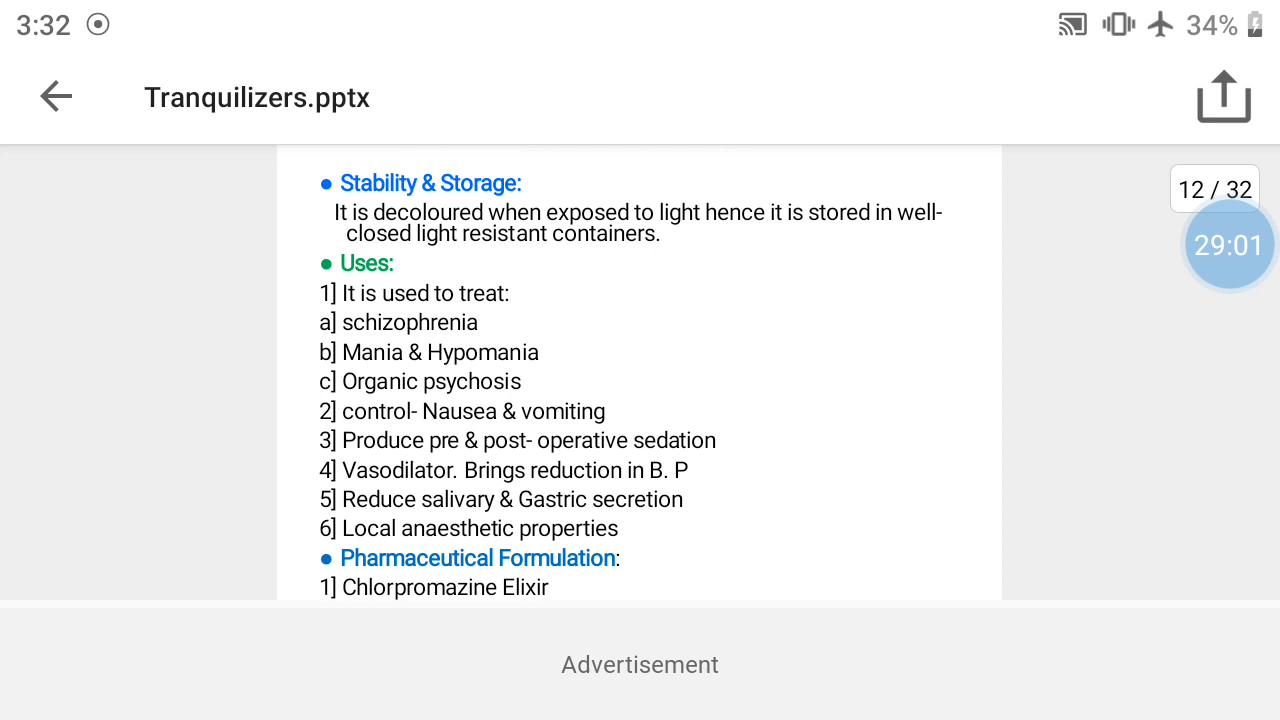 3:32
34%
Tranquilizers.pptx
● Stability & Storage:
12 / 32
It is decoloured when exposed to light hence it is stored in well-
closed light resistant containers.
29:01
● Uses:
1] It is used to treat:
a] schizophrenia
b] Mania & Hypomania
c] Organic psychosis
2] control- Nausea & vomiting
3] Produce pre & post- operative sedation
4] Vasodilator. Brings reduction in B. P
5] Reduce salivary & Gastric secretion
6] Local anaesthetic properties
● Pharmaceutical Formulation:
1] Chlorpromazine Elixir
Advertisement